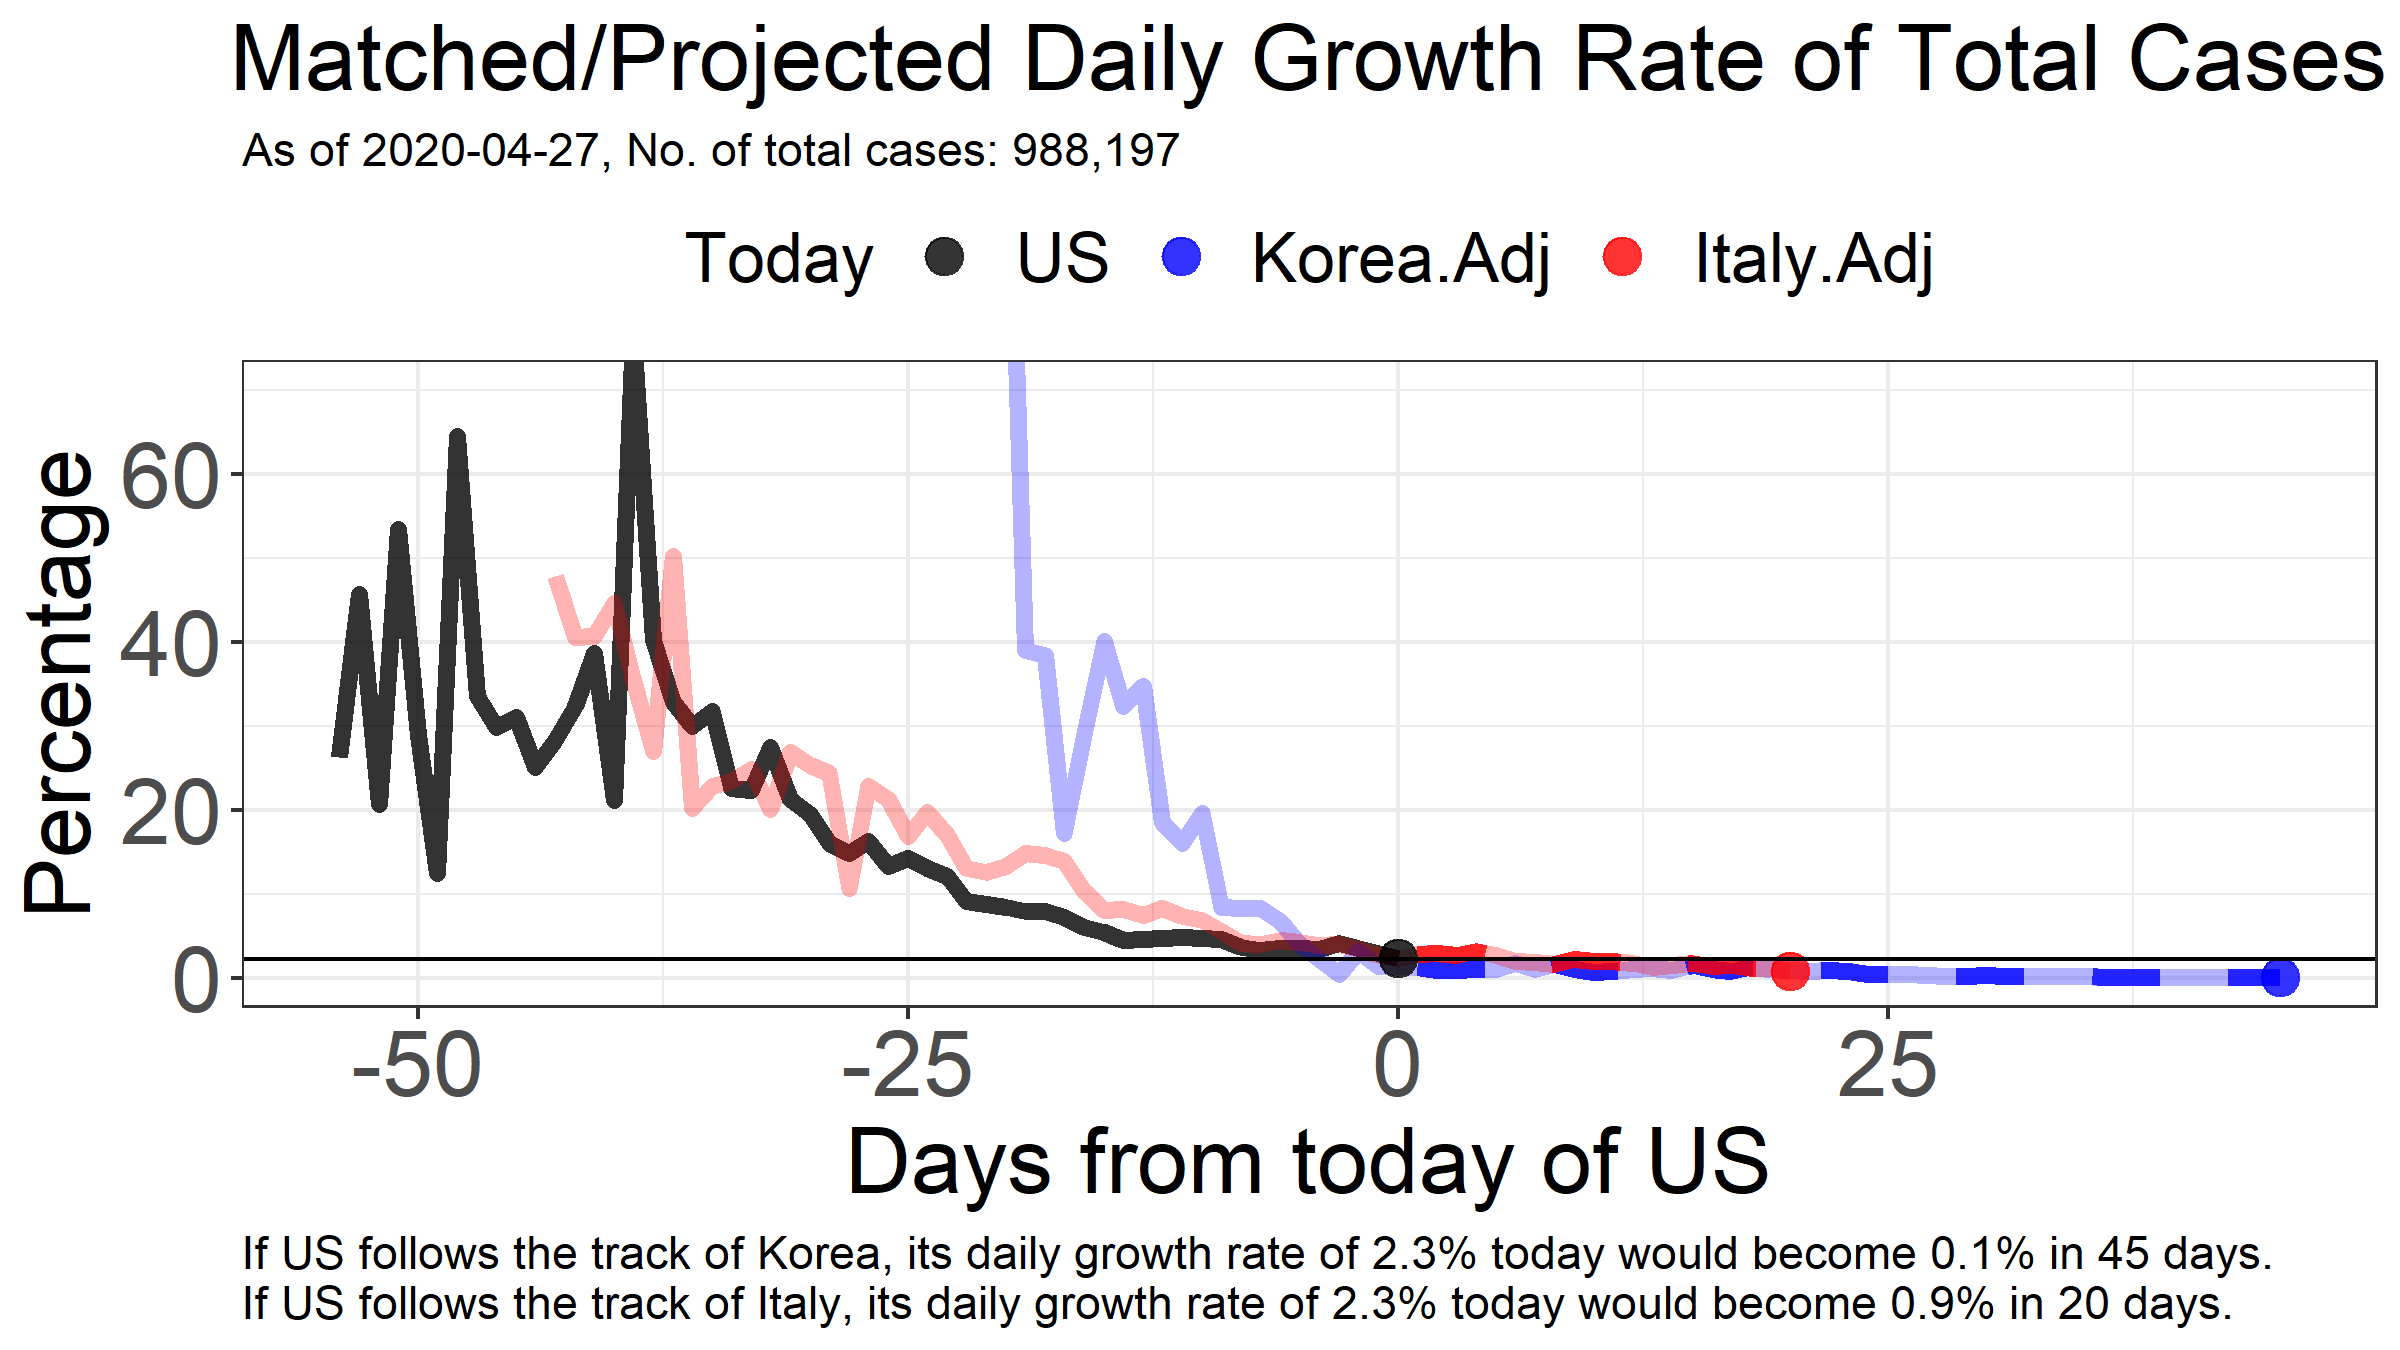 Matched/Projected Daily Growth Rate of Total Cases
As of 2020-04-27, No. of total cases: 988,197
Today US Korea.Adj Italy.Adj
Percentage
60
40
20
0
-50 -25 0 25
Days from today of US
If US follows the track of Korea, its daily growth rate of 2.3% today would become 0.1% in 45 days.
If US follows the track of Italy, its daily growth rate of 2.3% today would become 0.9% in 20 days.